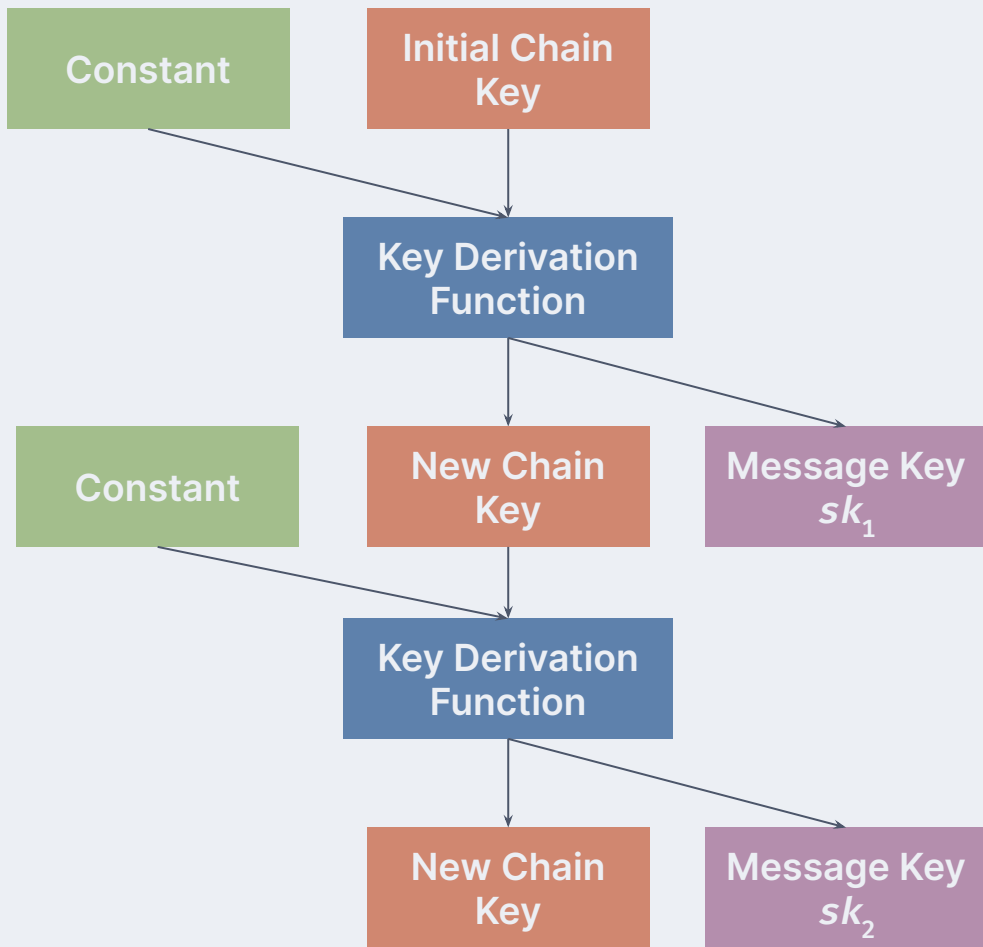 Constant
Initial Chain
Key
Key Derivation
Function
Constant
New Chain
Key
Message Key
sk₁
Key Derivation
Function
New Chain
Key
Message Key
sk₂